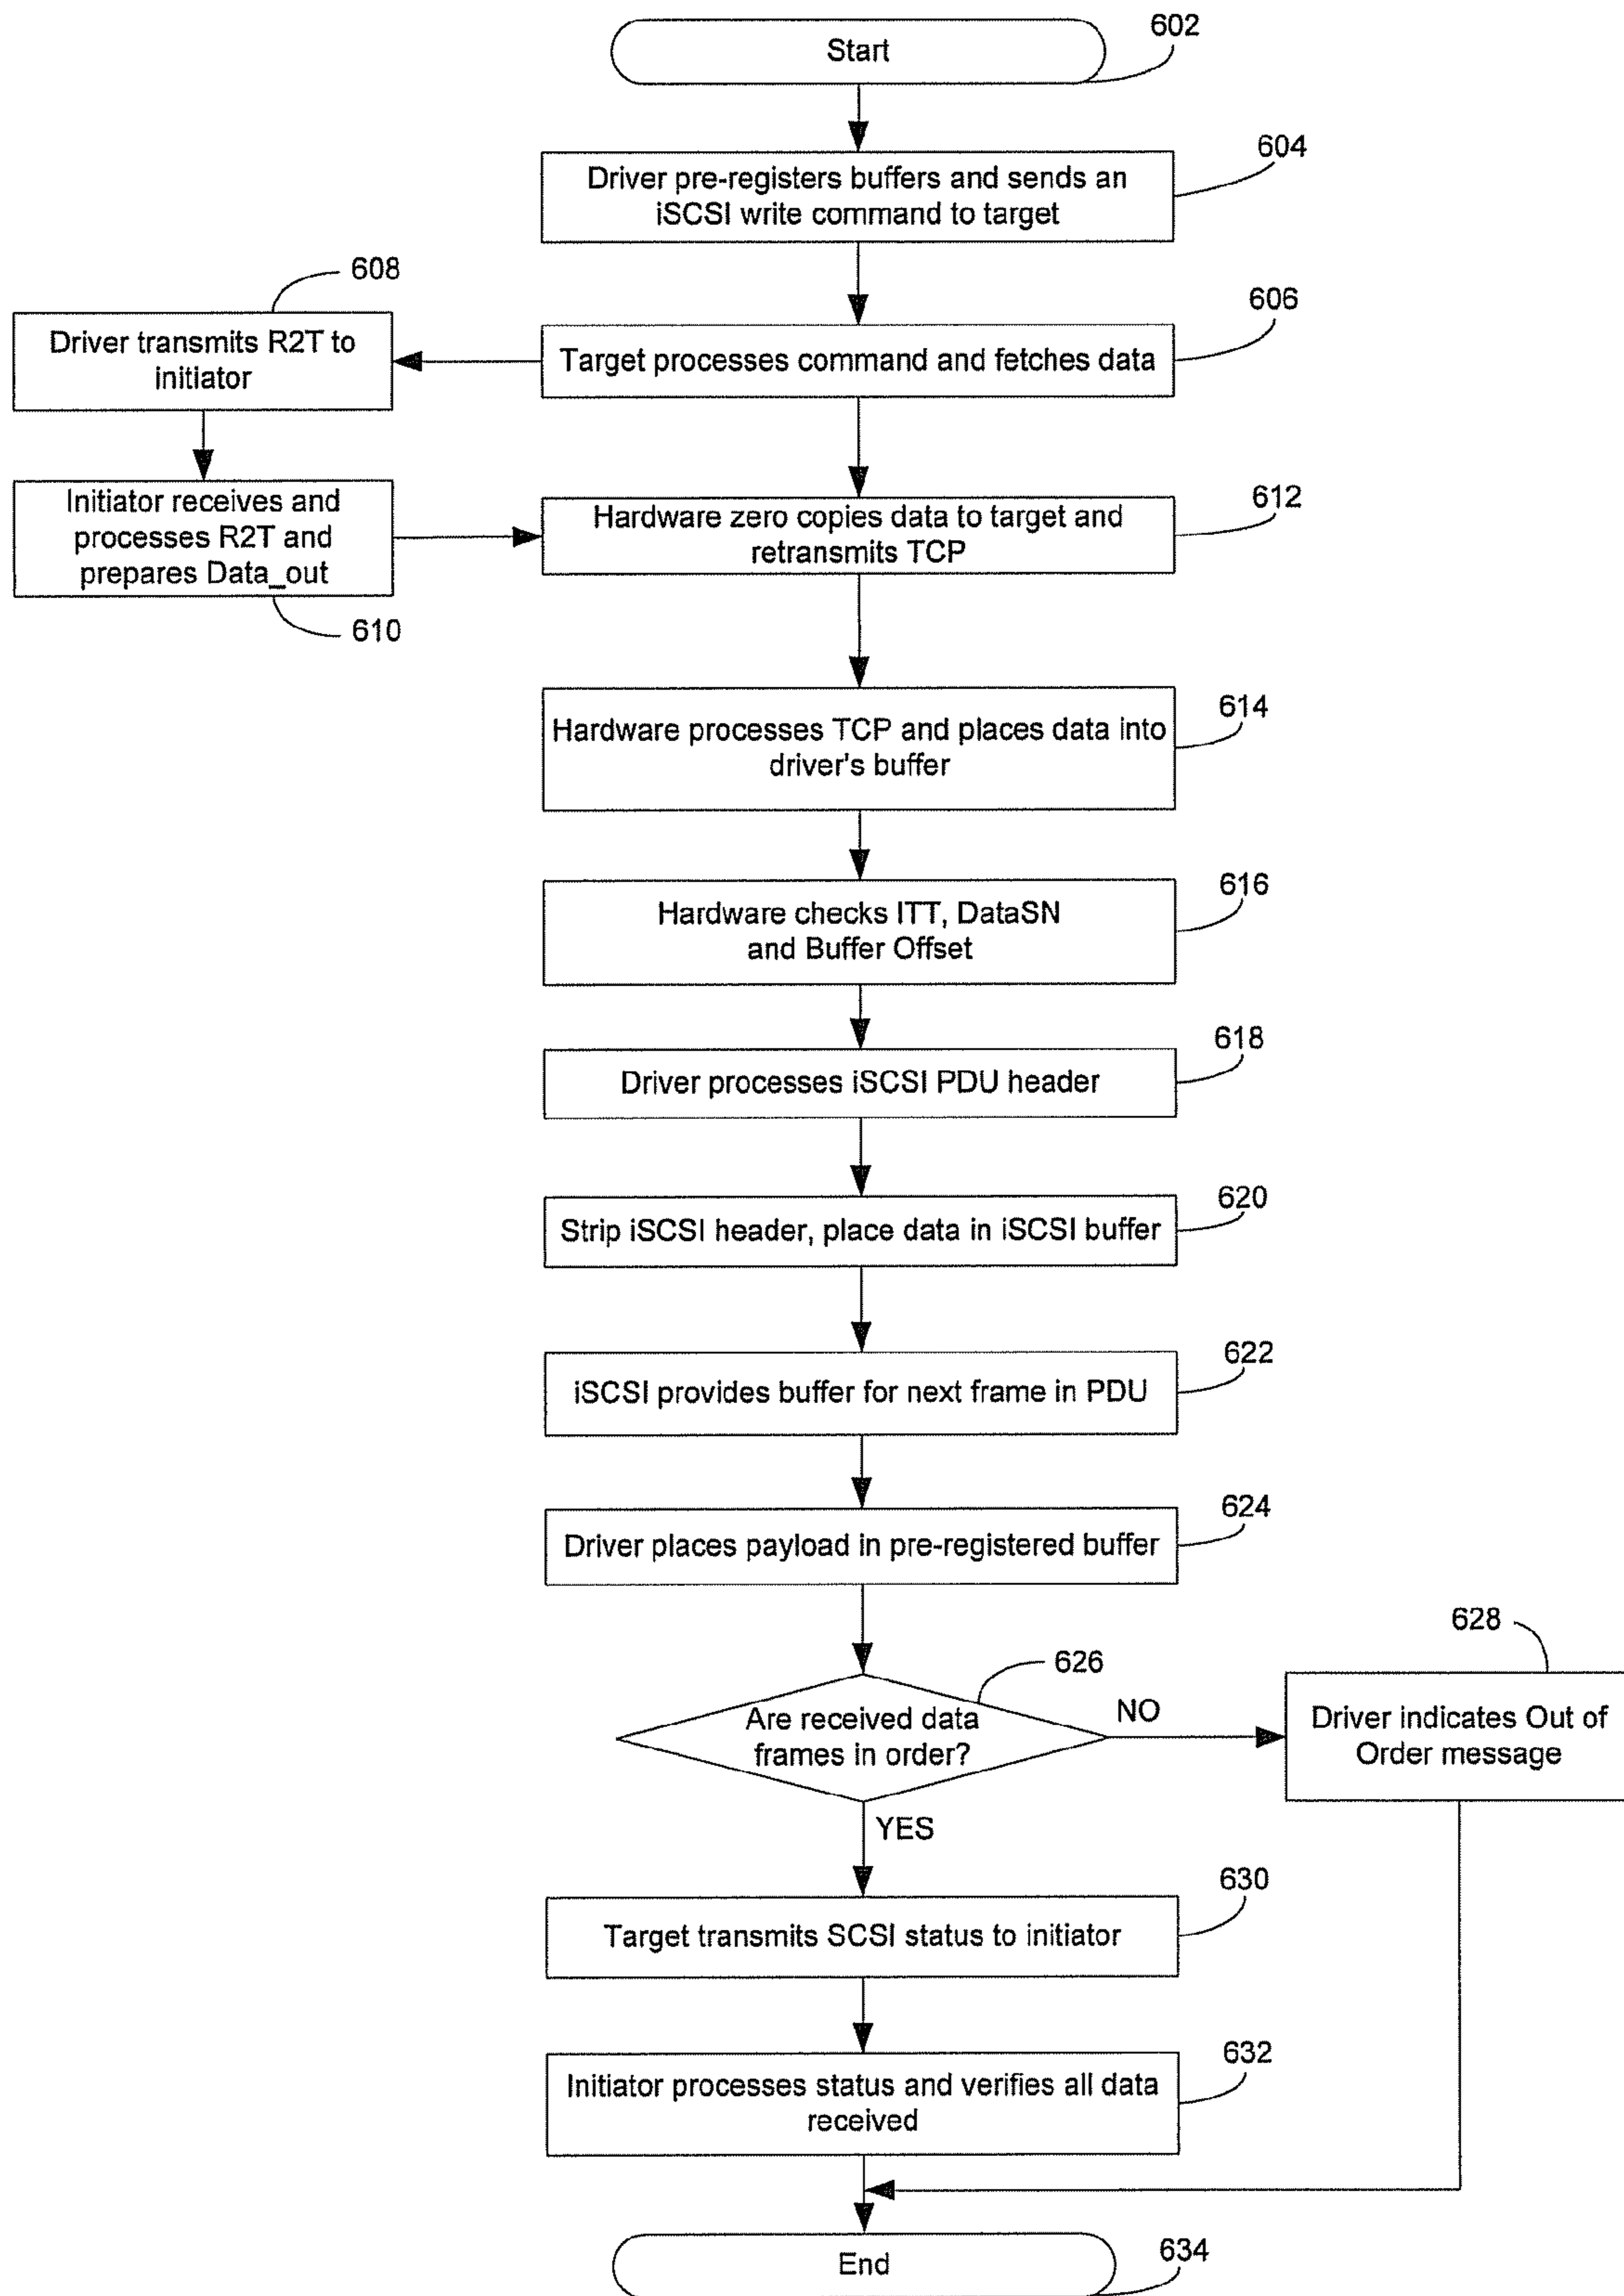 Start
602
Driver pre-registers buffers and sends an
iSCSI write command to target
604
608
Driver transmits R2T to
initiator
Target processes command and fetches data
606
Initiator receives and
processes R2T and
prepares Data_out
610
Hardware zero copies data to target and
retransmits TCP
612
Hardware processes TCP and places data into
driver's buffer
614
Hardware checks ITT, DataSN
and Buffer Offset
616
Driver processes iSCSI PDU header
618
Strip iSCSI header, place data in iSCSI buffer
620
iSCSI provides buffer for next frame in PDU
622
Driver places payload in pre-registered buffer
624
Are received data
frames in order?
626
NO
628
Driver indicates Out of
Order message
YES
Target transmits SCSI status to initiator
630
Initiator processes status and verifies all data
received
632
End
634